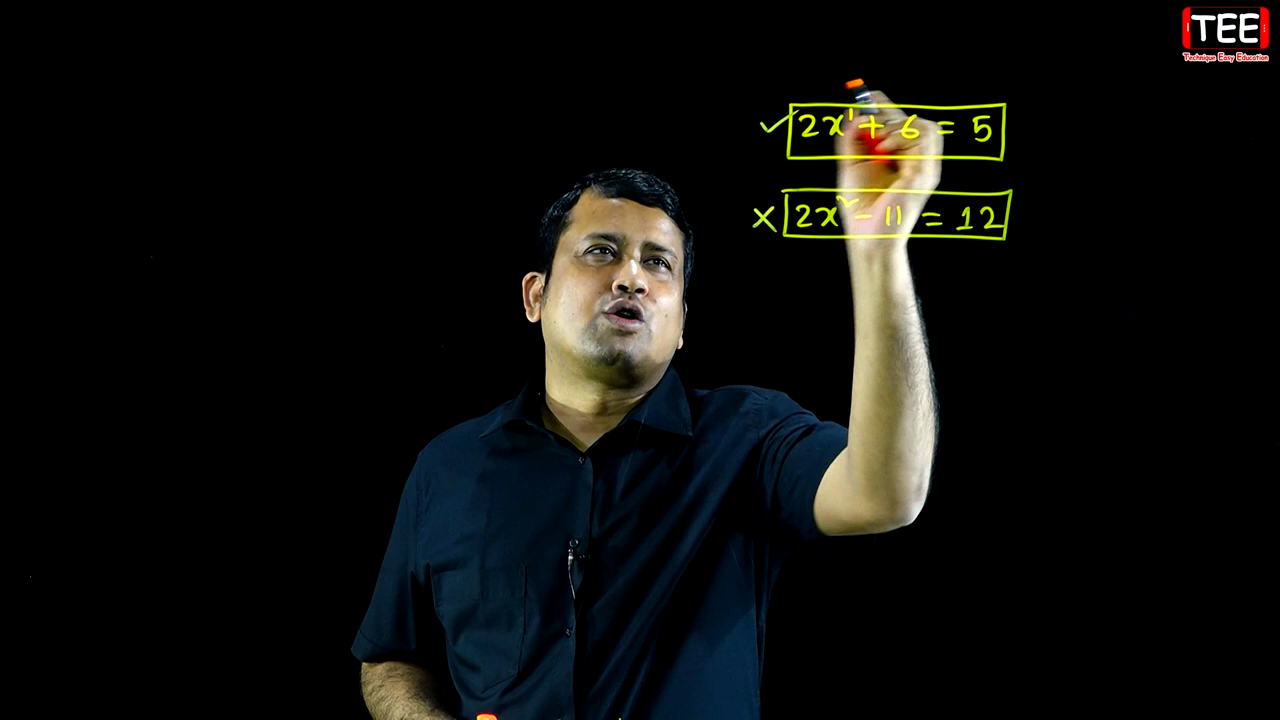 TEE
Technique Easy Education
✓ 2x¹ + 6 = 5
× 2x² - 11 = 12